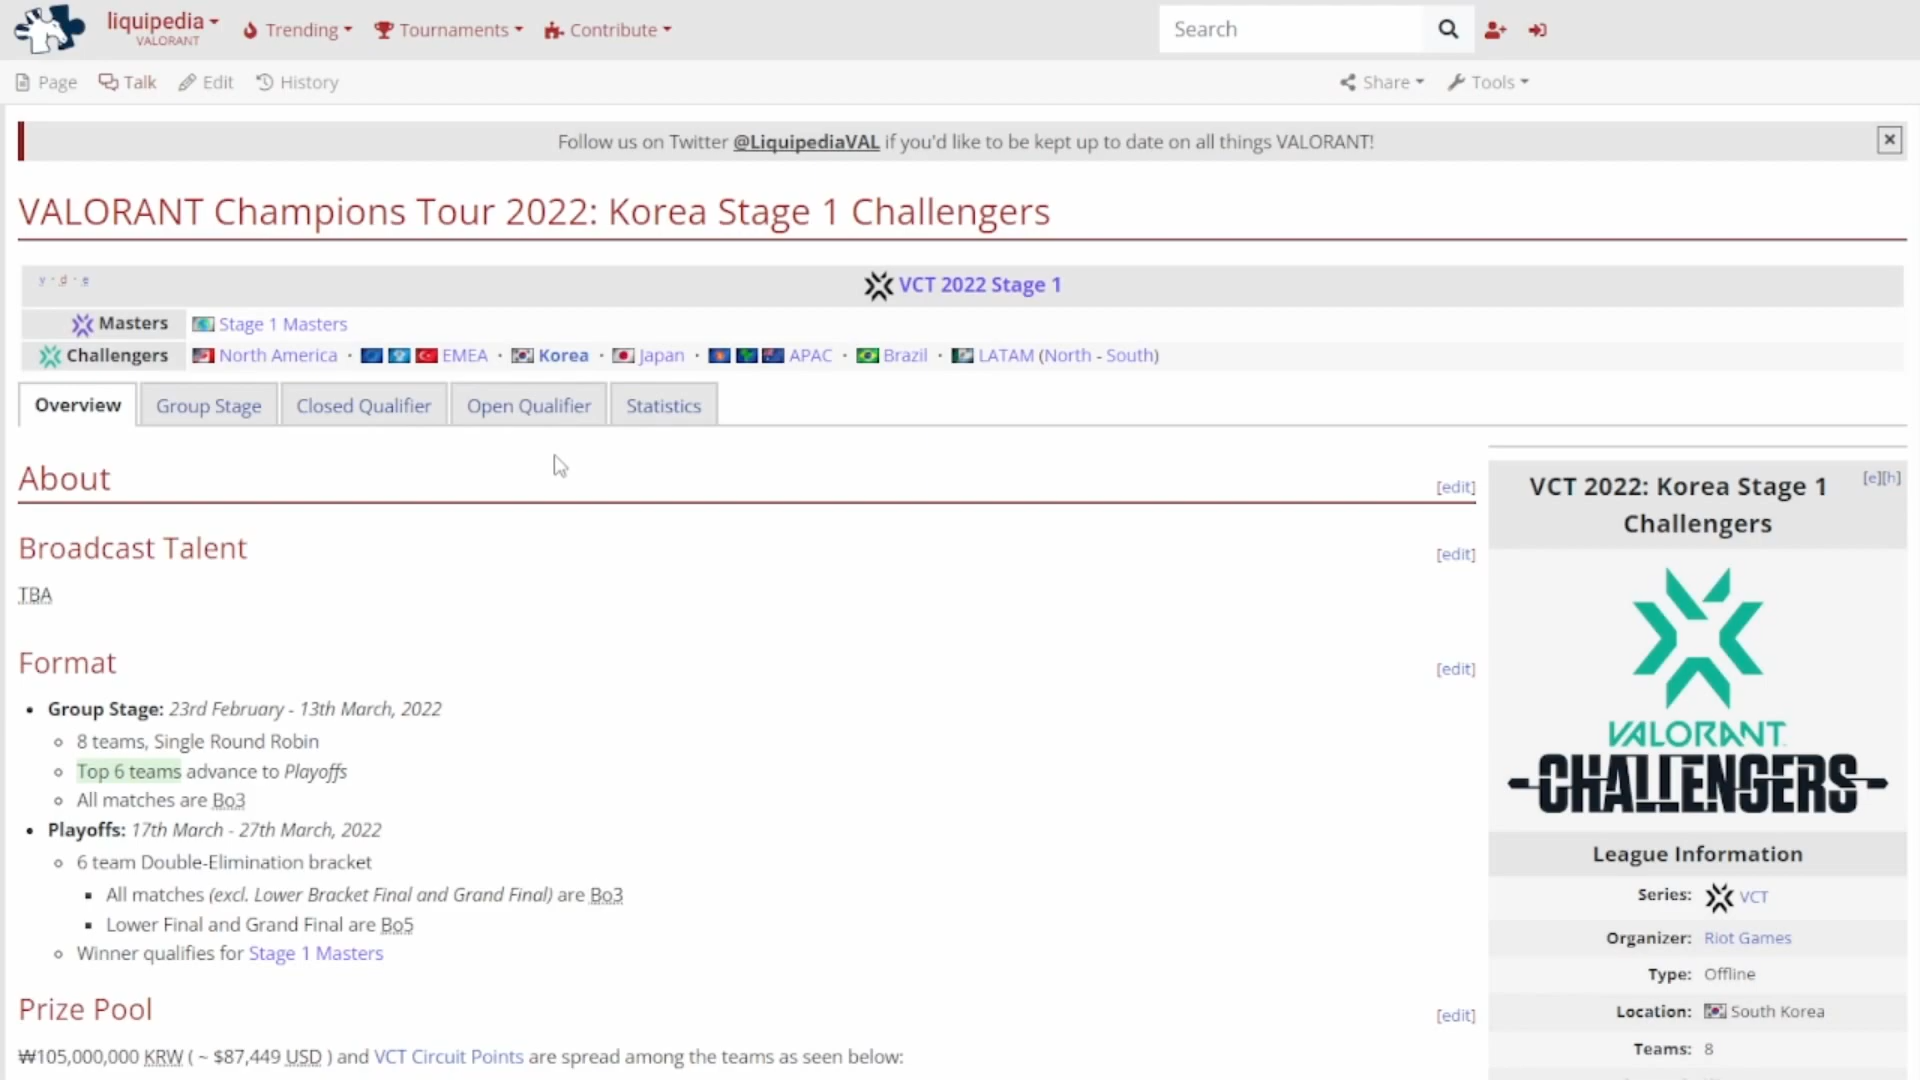 liquipedia
VALORANT
Trending
Tournaments
Contribute
Search
Page
Talk
Edit
History
Share
Tools
Follow us on Twitter @LiquipediaVAL if you'd like to be kept up to date on all things VALORANT!
VALORANT Champions Tour 2022: Korea Stage 1 Challengers
VCT 2022 Stage 1
Masters Stage 1 Masters
Challengers North America · EMEA · Korea · Japan · APAC · Brazil · LATAM (North - South)
Overview
Group Stage
Closed Qualifier
Open Qualifier
Statistics
About
[edit]
Broadcast Talent
[edit]
TBA
Format
[edit]
• Group Stage: 23rd February - 13th March, 2022
8 teams, Single Round Robin
Top 6 teams advance to Playoffs
All matches are Bo3
• Playoffs: 17th March - 27th March, 2022
6 team Double-Elimination bracket
All matches (excl. Lower Bracket Final and Grand Final) are Bo3
Lower Final and Grand Final are Bo5
Winner qualifies for Stage 1 Masters
Prize Pool
[edit]
₩105,000,000 KRW ( ~ $87,449 USD ) and VCT Circuit Points are spread among the teams as seen below:
VCT 2022: Korea Stage 1
Challengers
[e][h]
VALORANT
CHALLENGERS
League Information
Series: VCT
Organizer: Riot Games
Type: Offline
Location: South Korea
Teams: 8